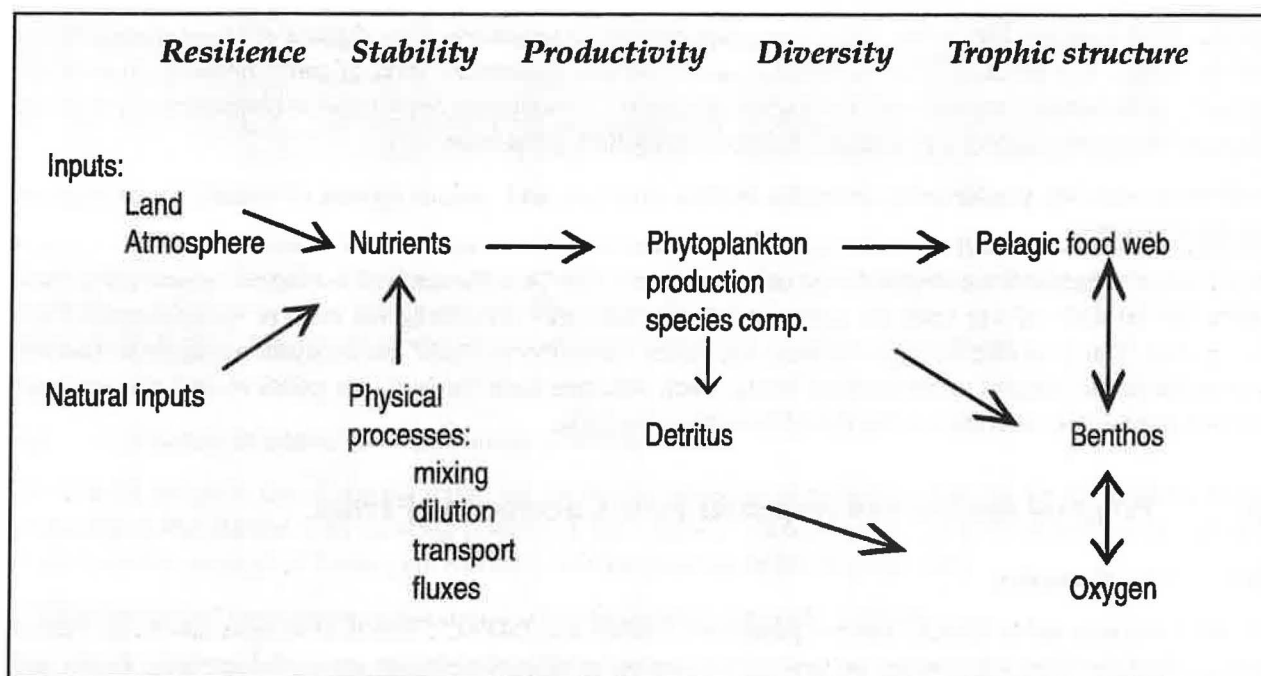 Resilience Stability Productivity Diversity Trophic structure
Inputs:
Land
Atmosphere Nutrients Phytoplankton Pelagic food web
production
species comp.
Natural inputs Physical Detritus Benthos
processes:
mixing
dilution
transport
fluxes Oxygen